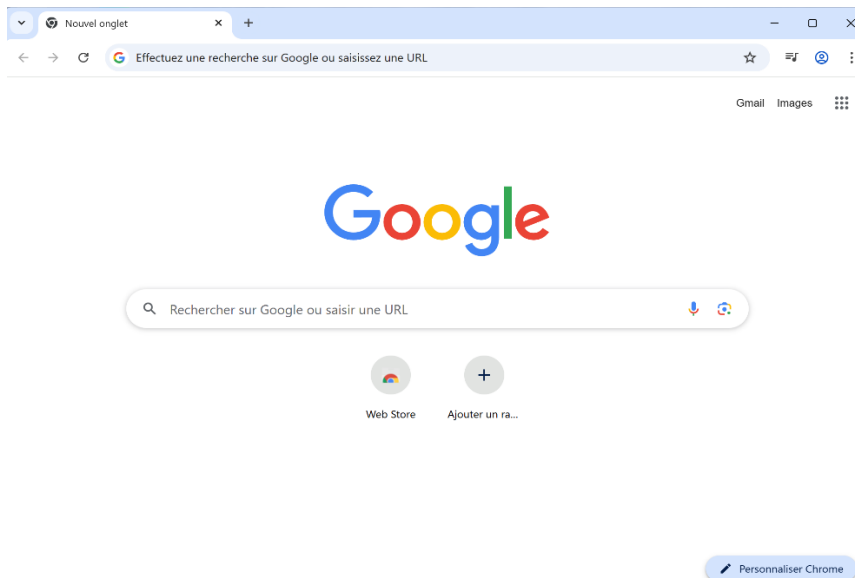 Nouvel onglet
Effectuez une recherche sur Google ou saisissez une URL
Gmail Images
Google
Rechercher sur Google ou saisir une URL
Web Store Ajouter un ra...
Personnaliser Chrome